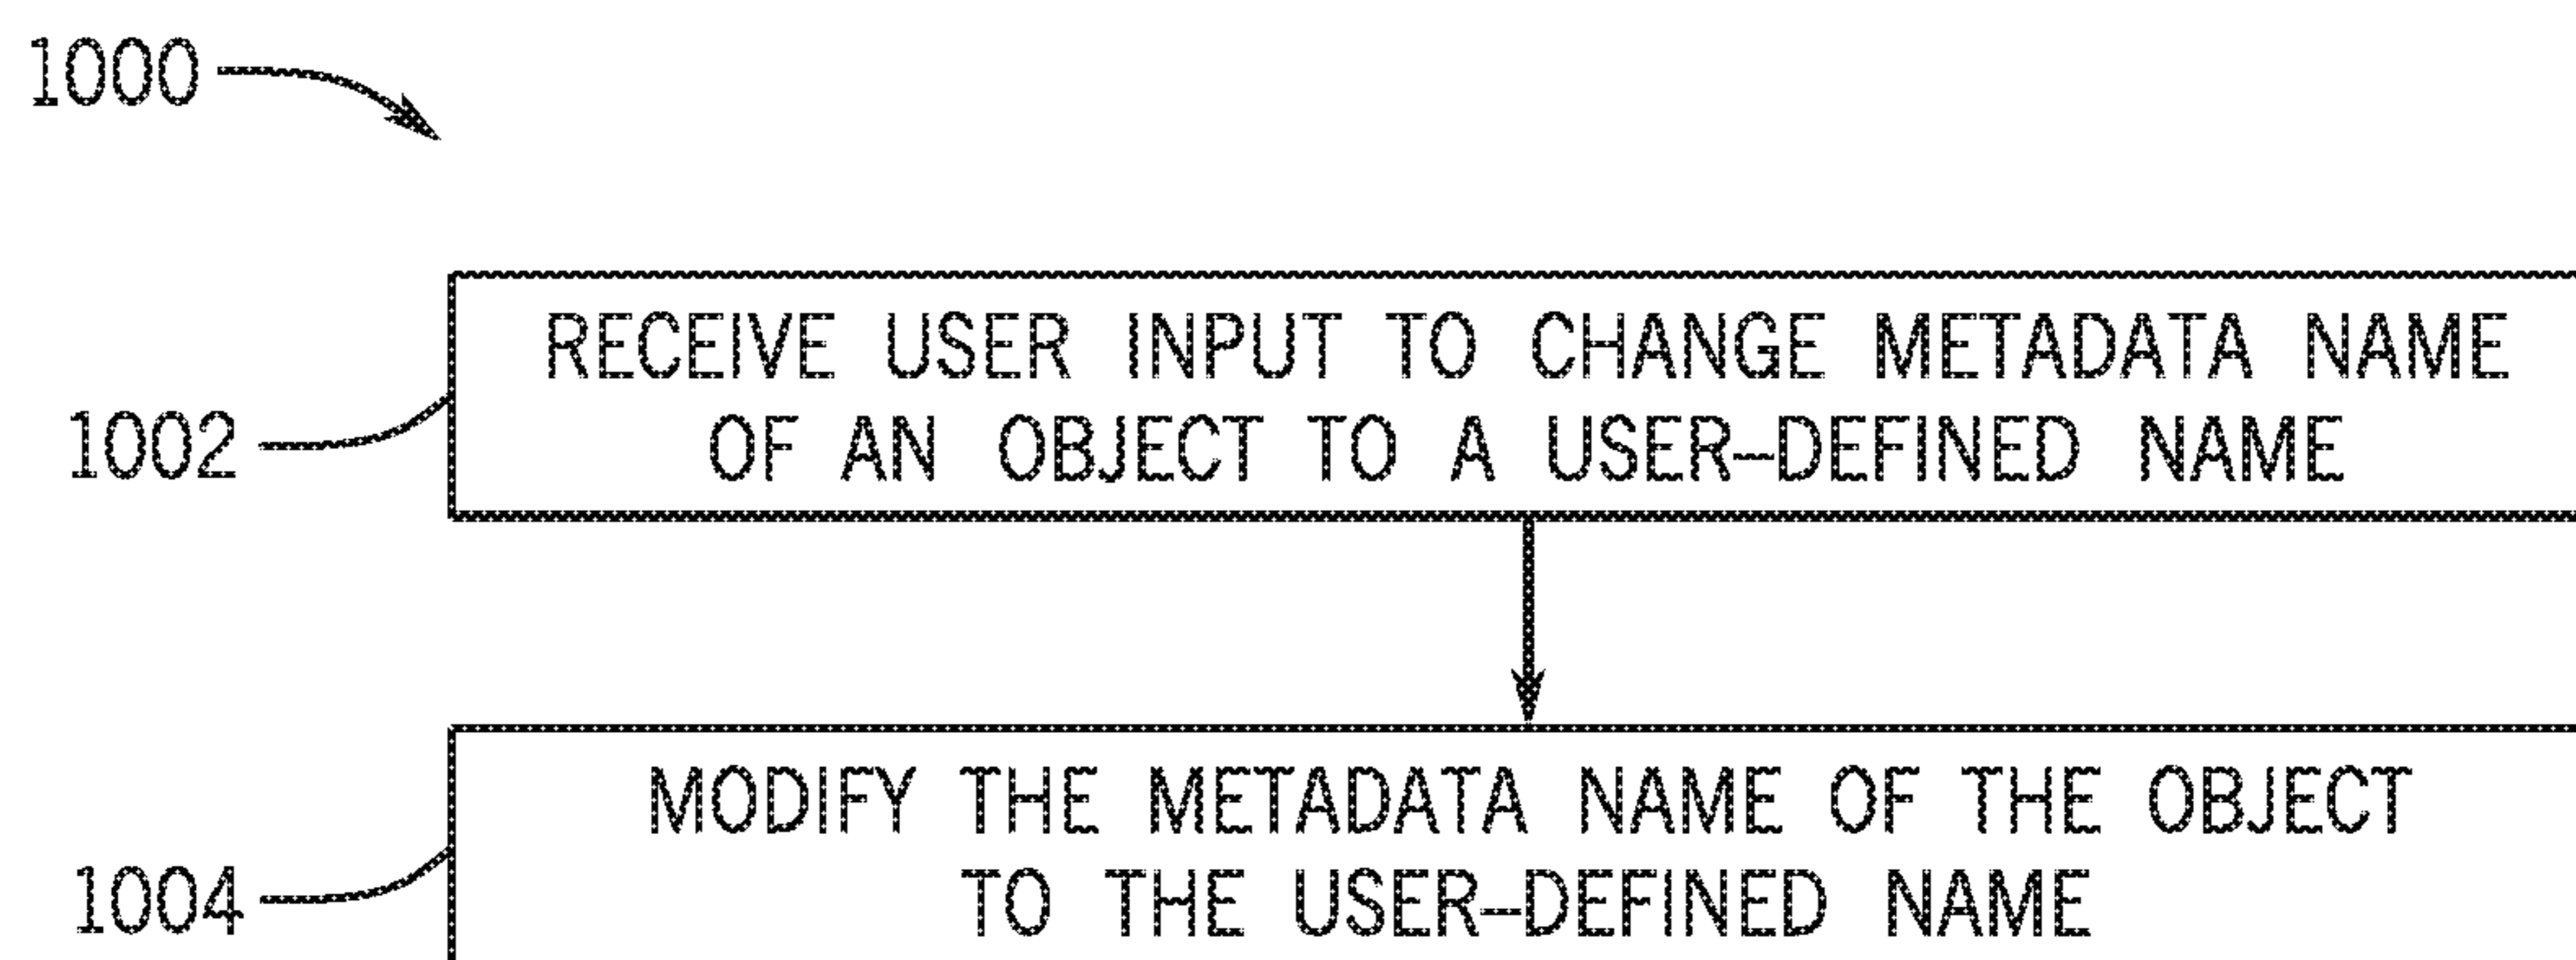 1000
RECEIVE USER INPUT TO CHANGE METADATA NAME
OF AN OBJECT TO A USER-DEFINED NAME
1002
MODIFY THE METADATA NAME OF THE OBJECT
TO THE USER-DEFINED NAME
1004